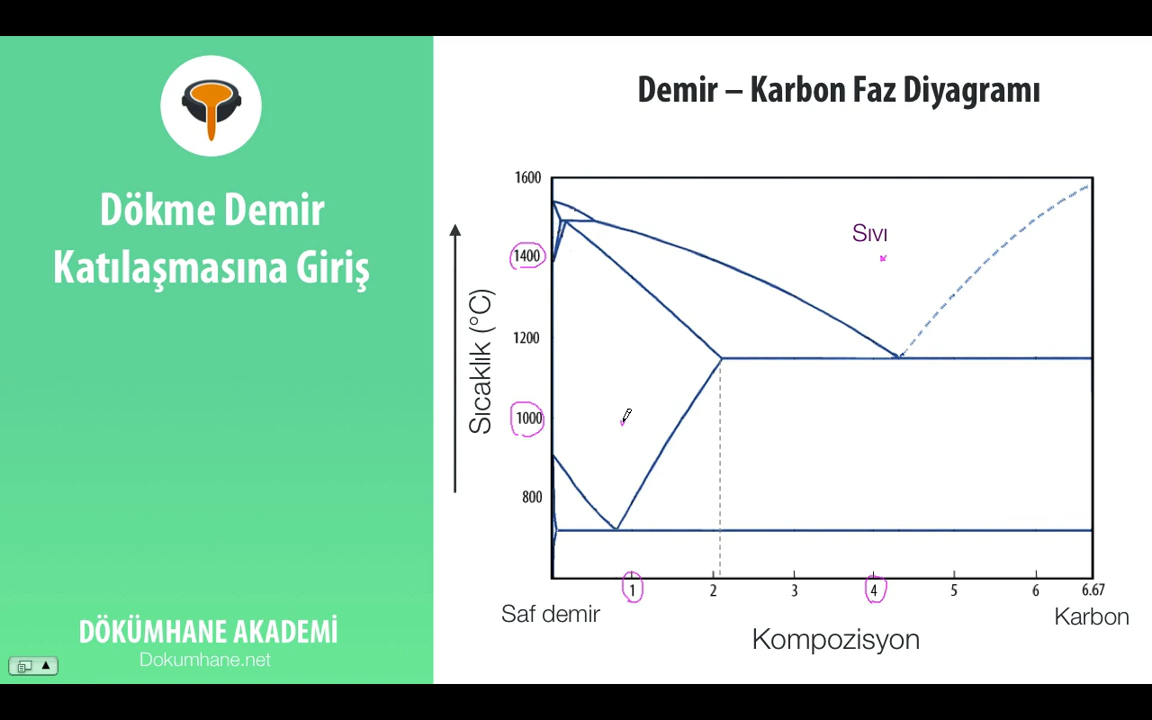 Dökme Demir
Katılaşmasına Giriş
DÖKÜMHANE AKADEMİ
Dokumhane.net
Demir – Karbon Faz Diyagramı
1600
1400
1200
1000
800
Sıcaklık (°C)
Sıvı
1 2 3 4 5 6 6.67
Saf demir
Karbon
Kompozisyon